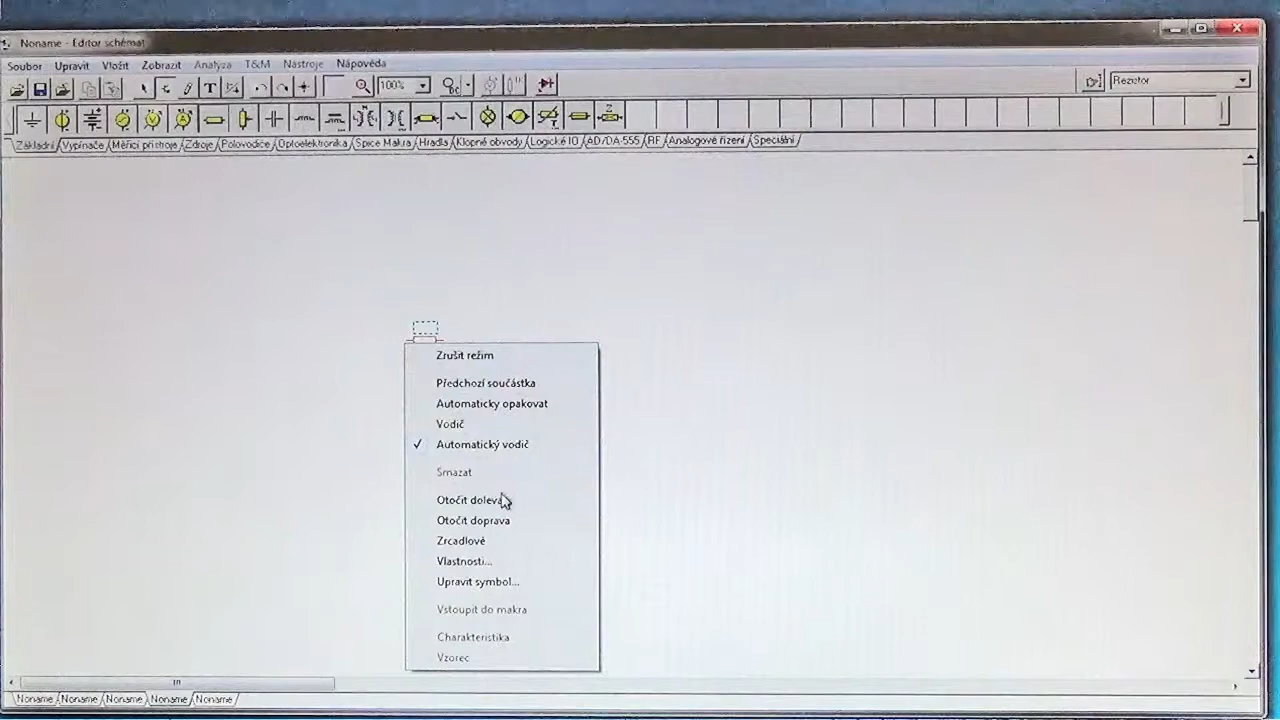 Noname - Editor schémat
Soubor Upravit Vložit Zobrazit Analýza T&M Nástroje Nápověda
T 100% Rezistor
Základní Vypínače Měřicí přístroje Zdroje Polovodiče Optoelektronika Spice Makra Hradla Klopné obvody Logické IO AD/DA-555 RF Analogové řízení Speciální
Zrušit režim
Předchozí součástka
Automaticky opakovat
Vodič
✓ Automatický vodič
Smazat
Otočit doleva
Otočit doprava
Zrcadlově
Vlastnosti...
Upravit symbol...
Vstoupit do makra
Charakteristika
Vzorec
Noname Noname Noname Noname Noname